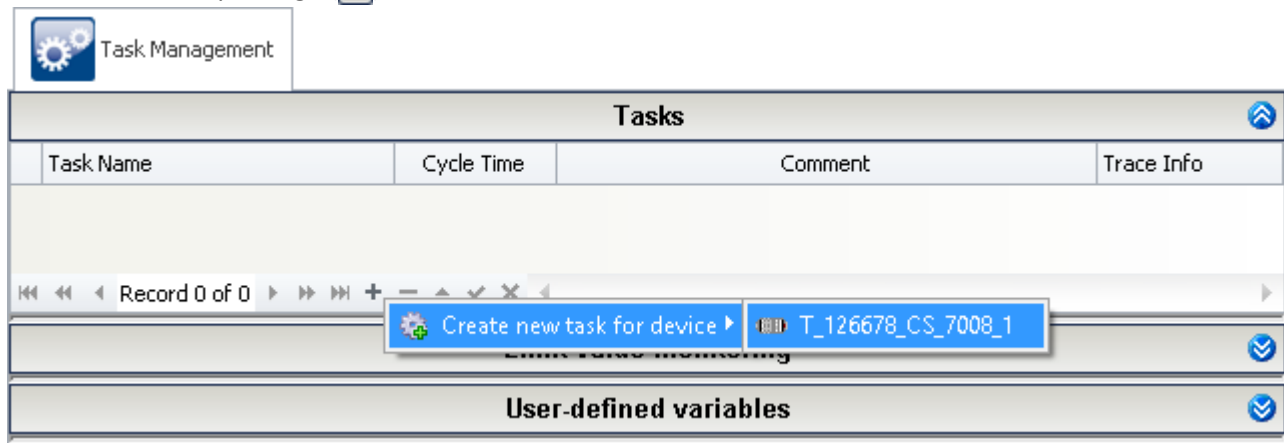 Task Management
Tasks
Task Name Cycle Time Comment Trace Info
Record 0 of 0
Create new task for device T_126678_CS_7008_1
monitoring
User-defined variables